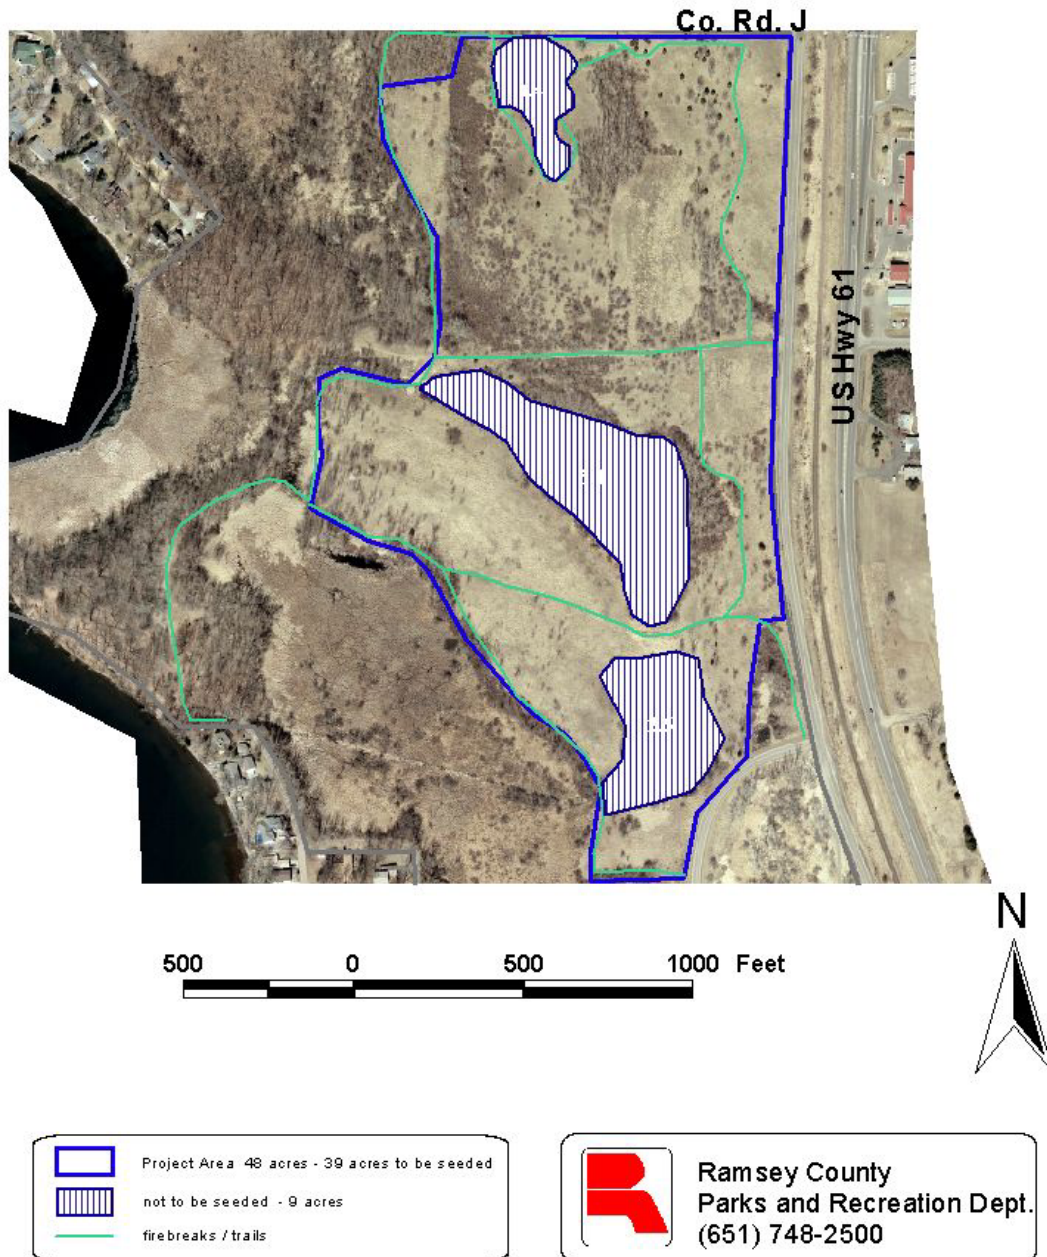 Co. Rd. J
US Hwy 61
N
500 0 500 1000 Feet
Project Area 48 acres - 39 acres to be seeded
not to be seeded - 9 acres
firebreaks / trails
Ramsey County
Parks and Recreation Dept.
(651) 748-2500